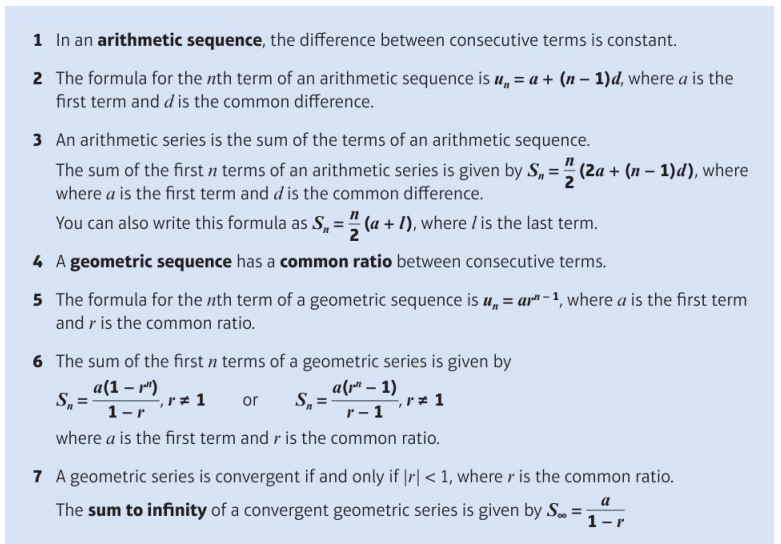 1 In an arithmetic sequence, the difference between consecutive terms is constant.
2 The formula for the nth term of an arithmetic sequence is uₙ = a + (n − 1)d, where a is the
first term and d is the common difference.
3 An arithmetic series is the sum of the terms of an arithmetic sequence.
The sum of the first n terms of an arithmetic series is given by Sₙ = n/2 (2a + (n − 1)d), where
where a is the first term and d is the common difference.
You can also write this formula as Sₙ = n/2 (a + l), where l is the last term.
4 A geometric sequence has a common ratio between consecutive terms.
5 The formula for the nth term of a geometric sequence is uₙ = arⁿ⁻¹, where a is the first term
and r is the common ratio.
6 The sum of the first n terms of a geometric series is given by
Sₙ = a(1 − rⁿ)/(1 − r), r ≠ 1 or Sₙ = a(rⁿ − 1)/(r − 1), r ≠ 1
where a is the first term and r is the common ratio.
7 A geometric series is convergent if and only if |r| < 1, where r is the common ratio.
The sum to infinity of a convergent geometric series is given by S∞ = a/(1 − r)